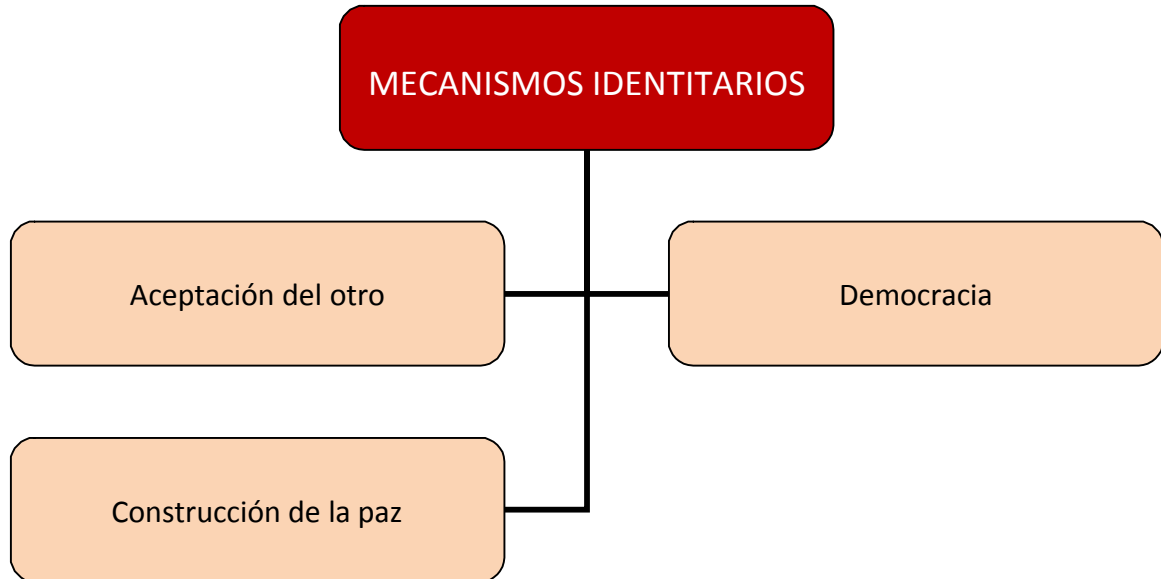 MECANISMOS IDENTITARIOS
Aceptación del otro
Democracia
Construcción de la paz